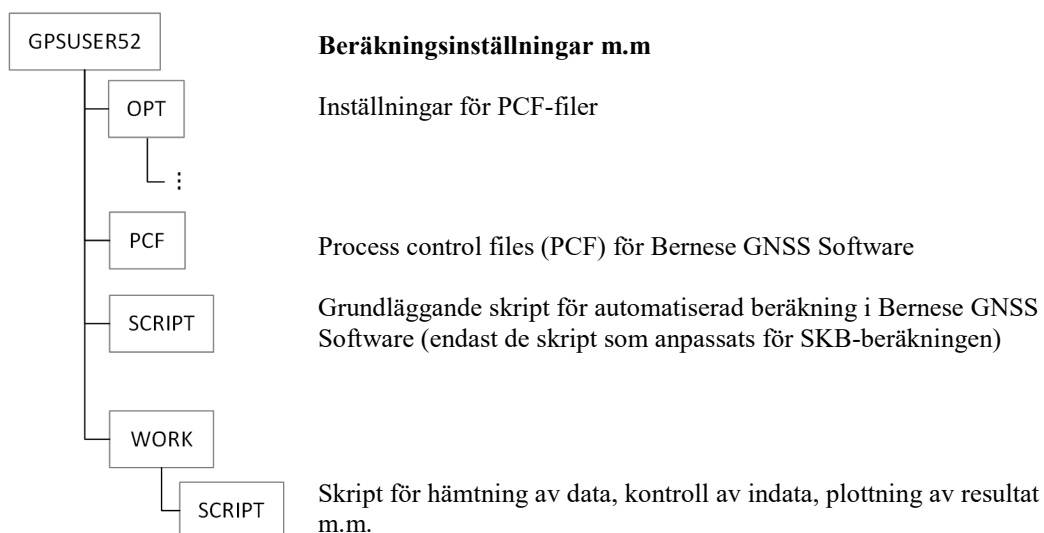 GPSUSER52
Beräkningsinställningar m.m
OPT
Inställningar för PCF-filer
⋮
PCF
Process control files (PCF) för Bernese GNSS Software
SCRIPT
Grundläggande skript för automatiserad beräkning i Bernese GNSS
Software (endast de skript som anpassats för SKB-beräkningen)
WORK
SCRIPT
Skript för hämtning av data, kontroll av indata, plottning av resultat
m.m.